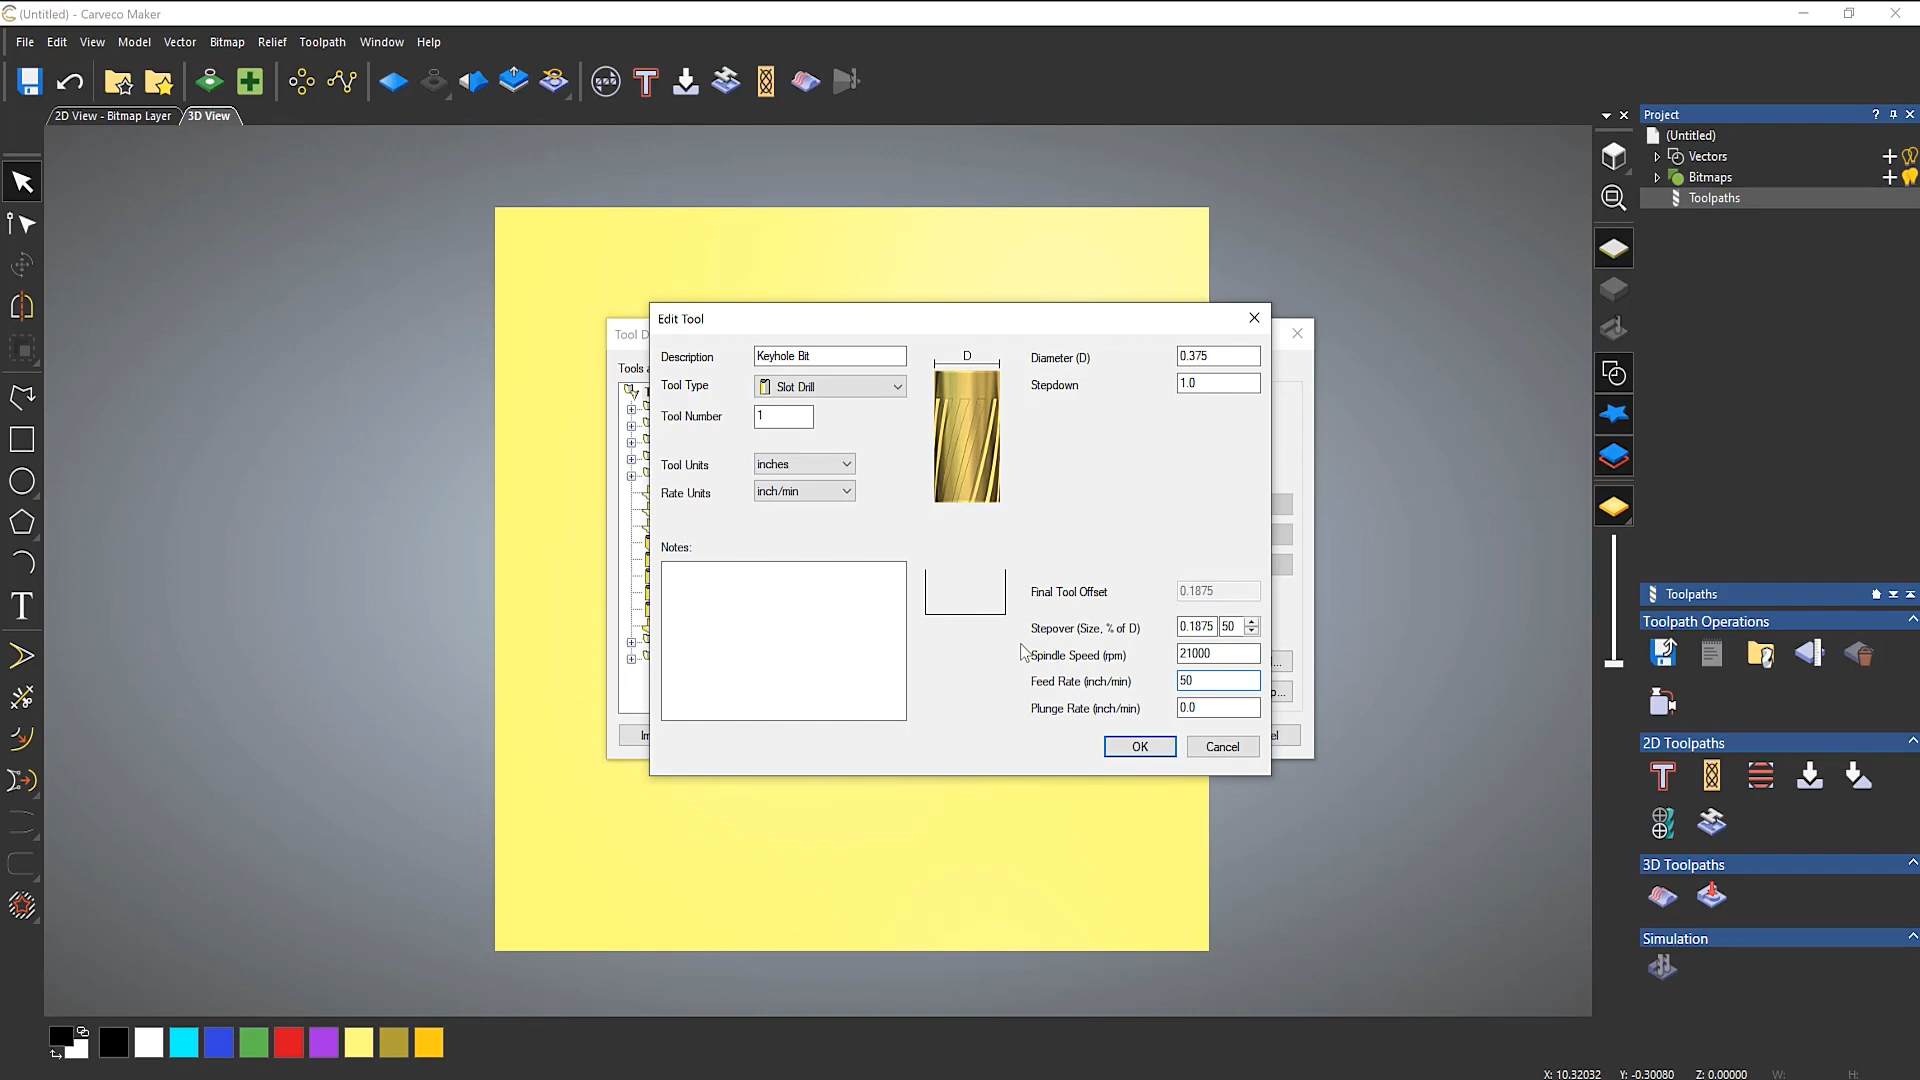 (Untitled) - Carveco Maker
File Edit View Model Vector Bitmap Relief Toolpath Window Help
2D View - Bitmap Layer 3D View
Project
(Untitled)
Vectors
Bitmaps
Toolpaths
Edit Tool
Tool D
Tools a
Description Keyhole Bit
Tool Type Slot Drill
Tool Number 1
Tool Units inches
Rate Units inch/min
Notes:
D
Diameter (D) 0.375
Stepdown 1.0
Final Tool Offset 0.1875
Stepover (Size, % of D) 0.1875 50
Spindle Speed (rpm) 21000
Feed Rate (inch/min) 50
Plunge Rate (inch/min) 0.0
OK Cancel
Toolpaths
Toolpath Operations
2D Toolpaths
3D Toolpaths
Simulation
X: 10.32032 Y: -0.30080 Z: 0.00000 W: H: